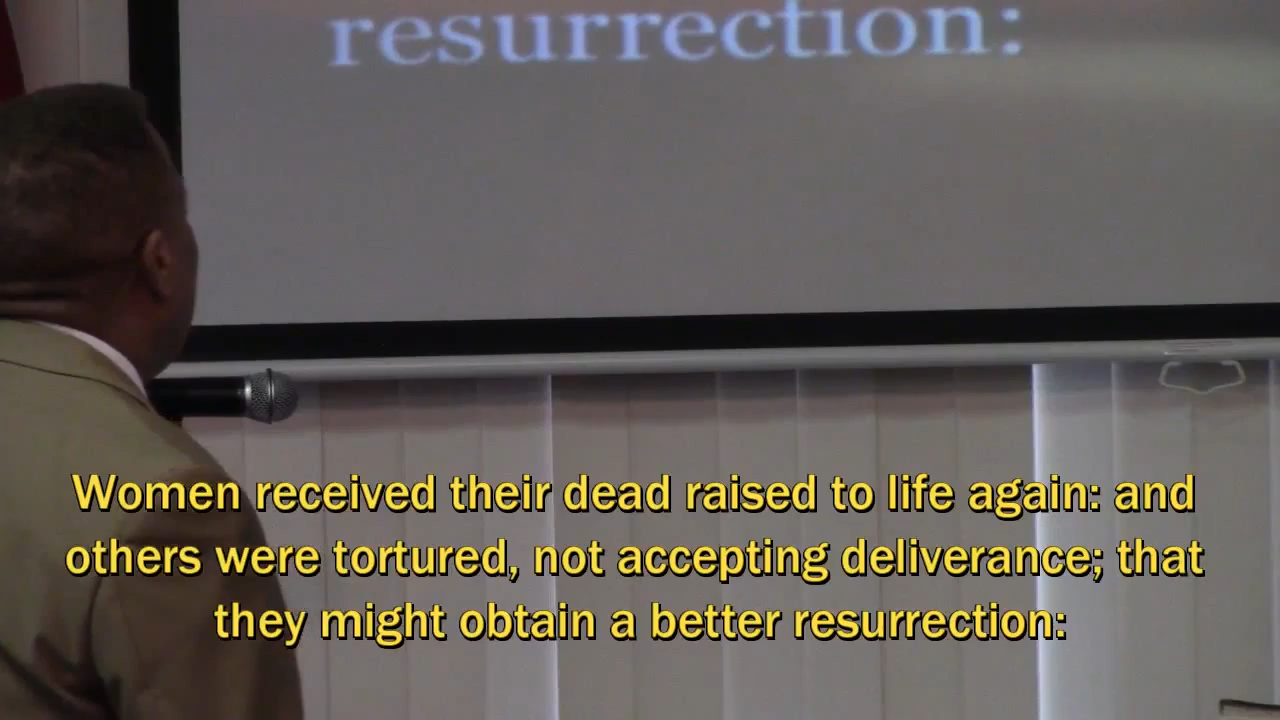 resurrection:
Women received their dead raised to life again: and
others were tortured, not accepting deliverance; that
they might obtain a better resurrection: